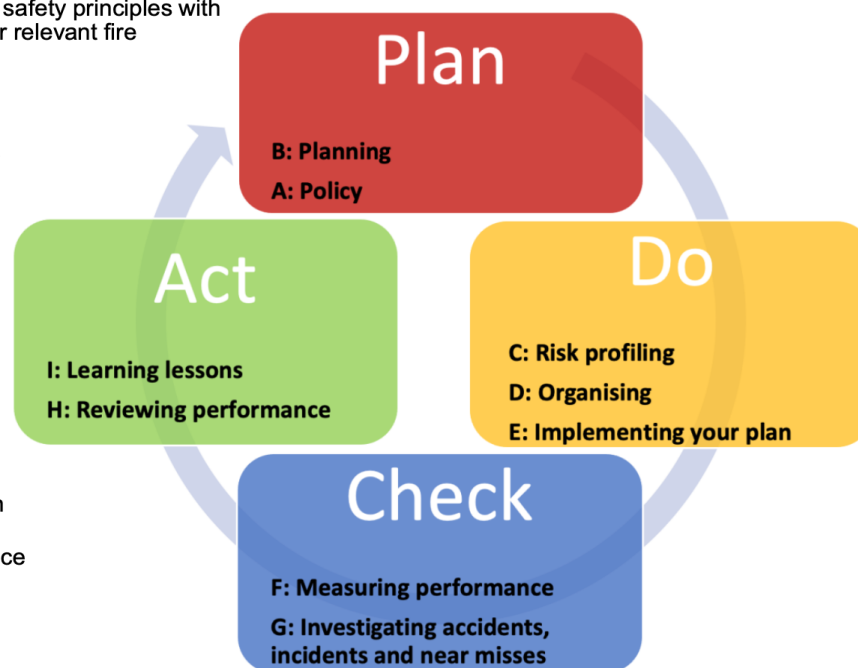 safety principles with
r relevant fire
Plan
B: Planning
A: Policy
Act
I: Learning lessons
H: Reviewing performance
Do
C: Risk profiling
D: Organising
E: Implementing your plan
Check
F: Measuring performance
G: Investigating accidents,
incidents and near misses
n
ce